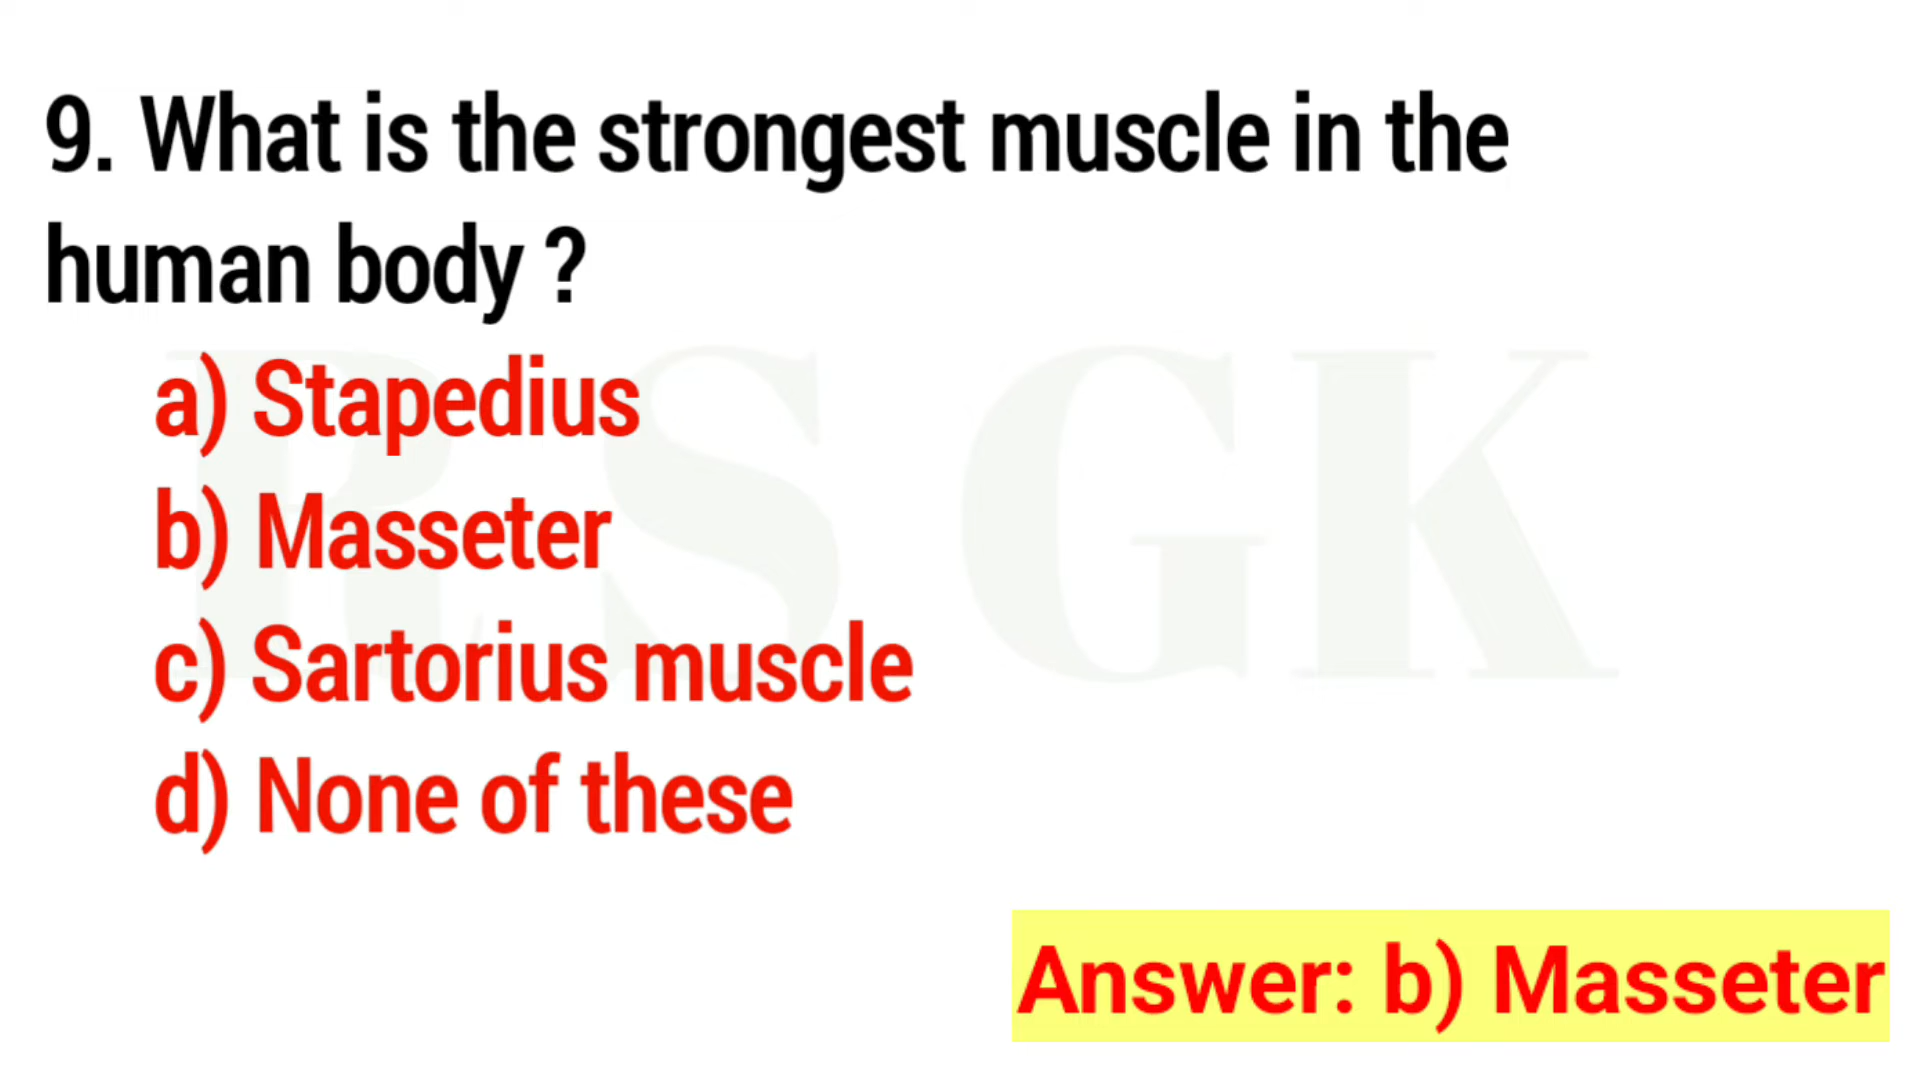 9. What is the strongest muscle in the
human body ?
a) Stapedius
b) Masseter
c) Sartorius muscle
d) None of these
R S GK
Answer: b) Masseter